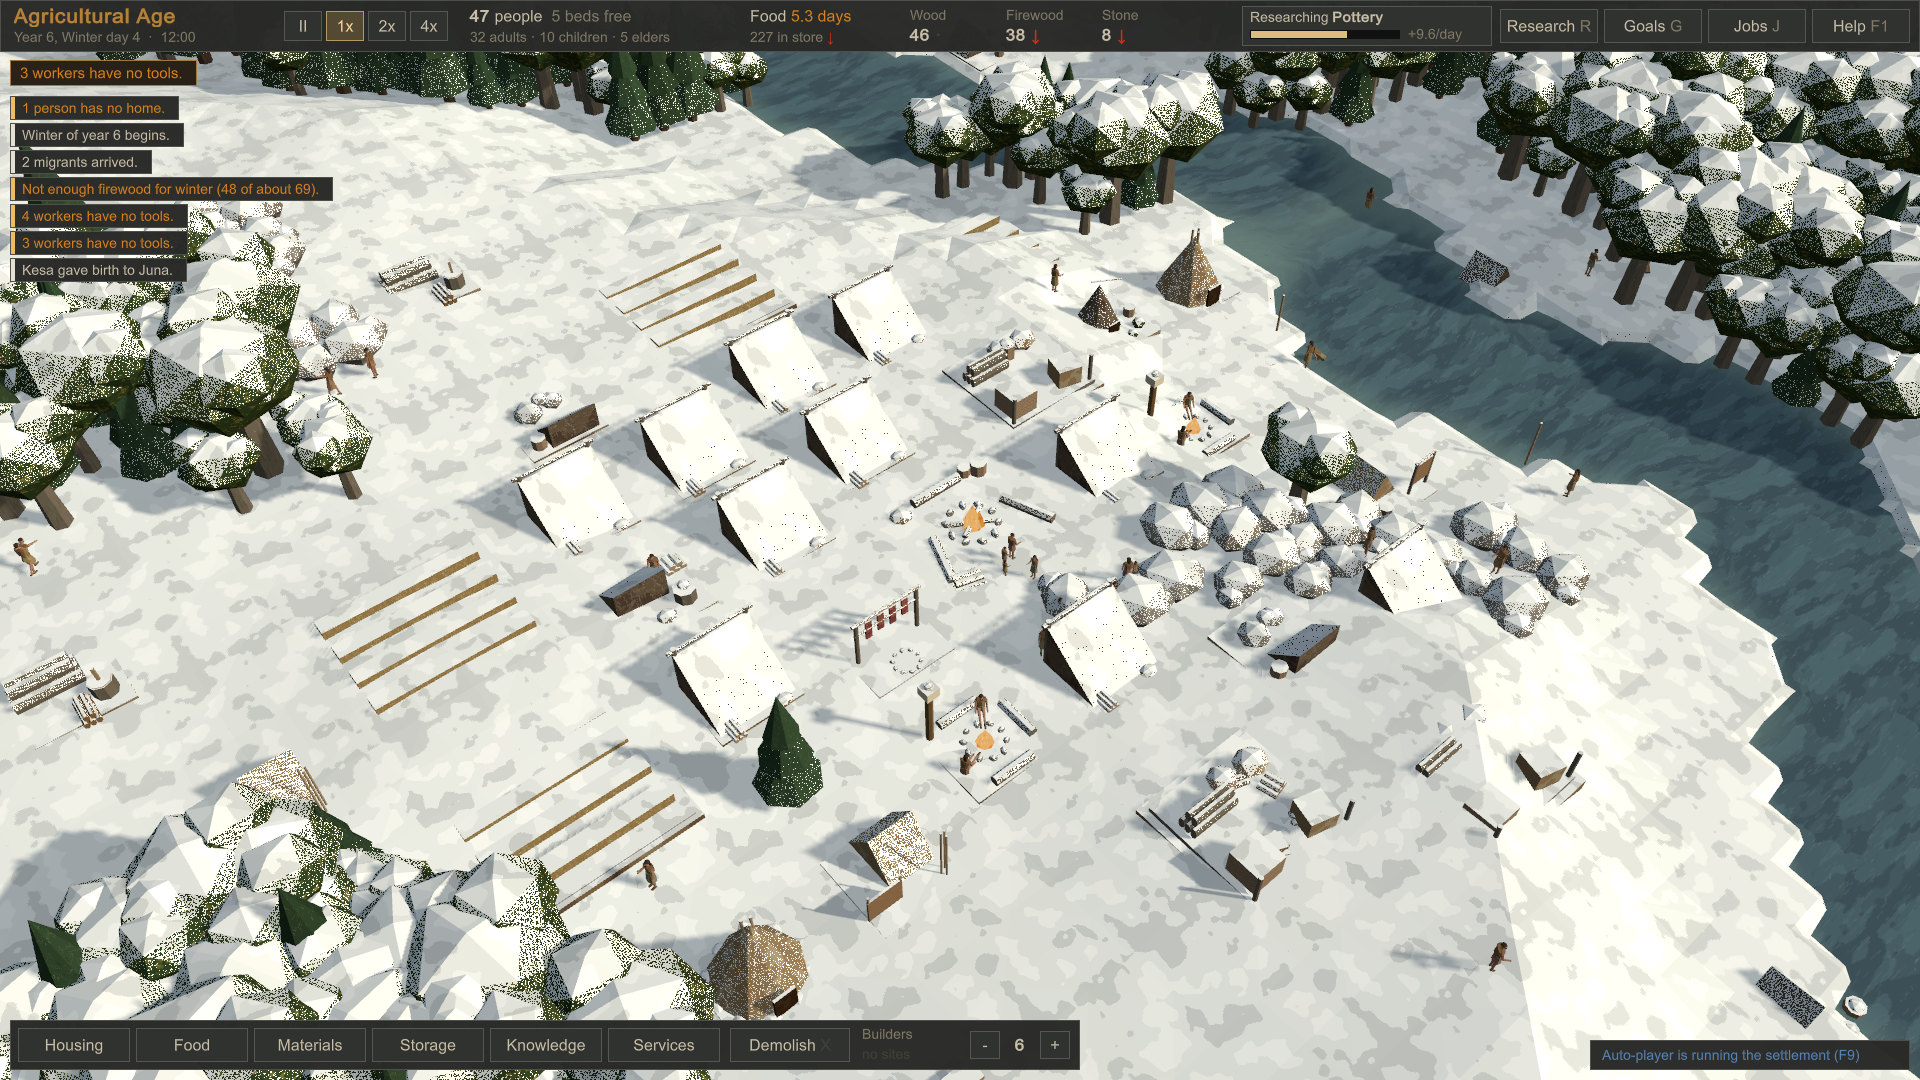 Agricultural Age
Year 6, Winter day 4 · 12:00
II
1x
2x
4x
47 people 5 beds free
32 adults · 10 children · 5 elders
Food 5.3 days
227 in store ↓
Wood
46
Firewood
38 ↓
Stone
8 ↓
Researching Pottery
+9.6/day
Research R
Goals G
Jobs J
Help F1
3 workers have no tools.
1 person has no home.
Winter of year 6 begins.
2 migrants arrived.
Not enough firewood for winter (48 of about 69).
4 workers have no tools.
3 workers have no tools.
Kesa gave birth to Juna.
Housing
Food
Materials
Storage
Knowledge
Services
Demolish X
Builders
no sites
-
6
+
Auto-player is running the settlement (F9)